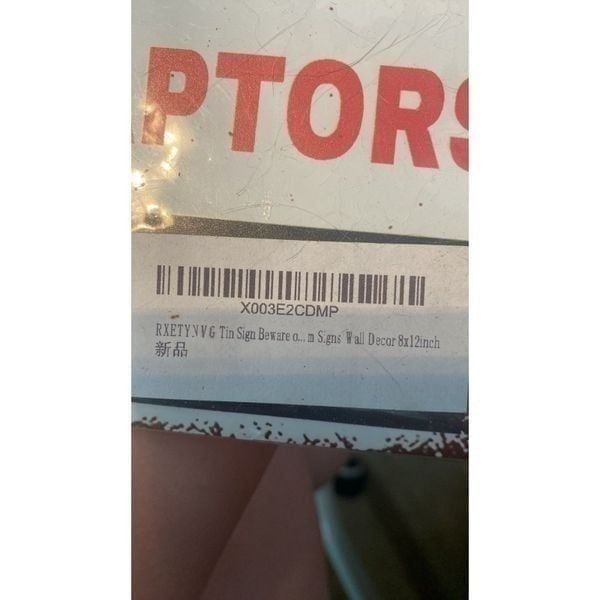 PTORS
X003E2CDMP
RXETYNVG Tin Sign Beware o...m Signs Wall Decor 8x12inch
新品